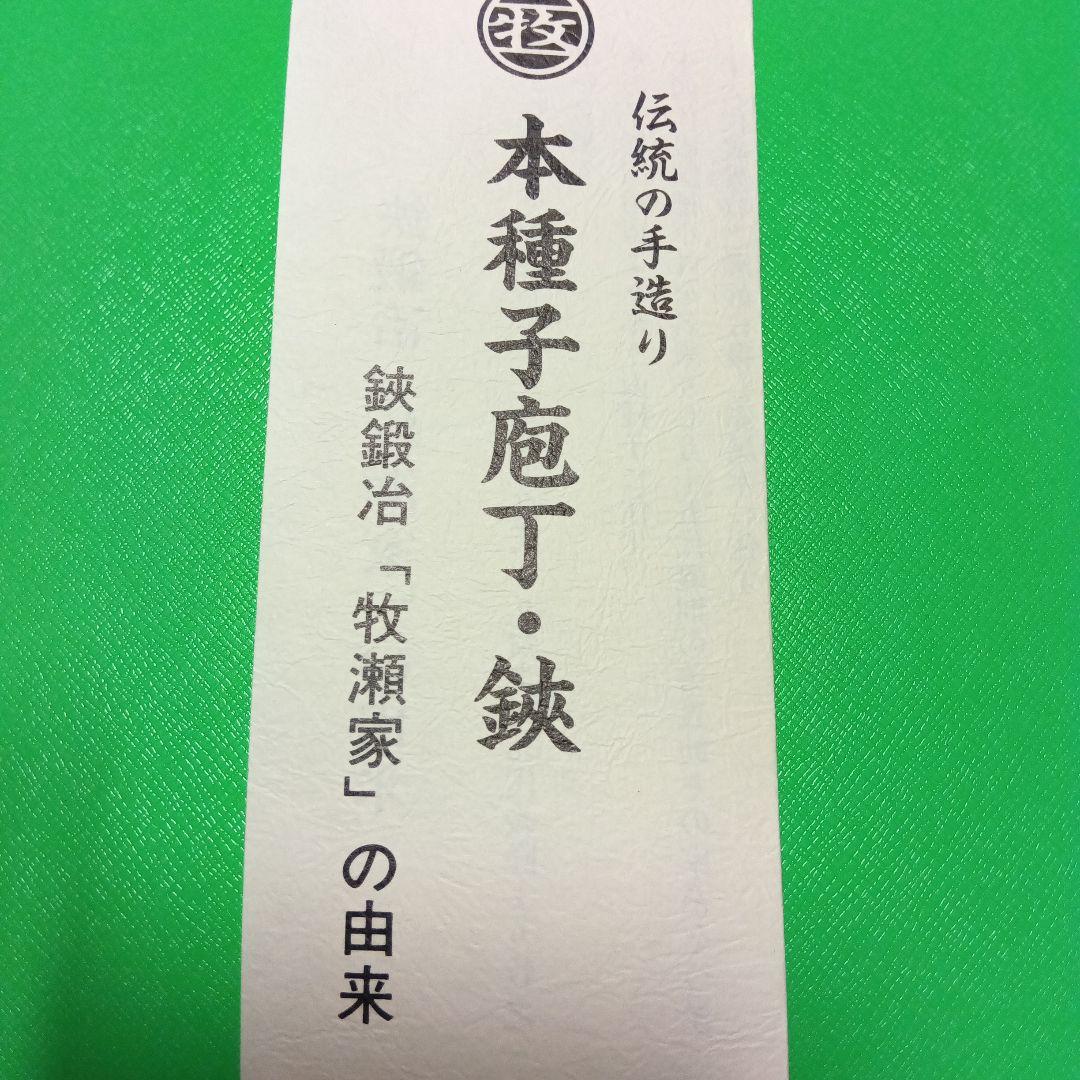 牧
伝統の手造り
本種子庖丁・鋏
鋏鍛冶「牧瀬家」の由来